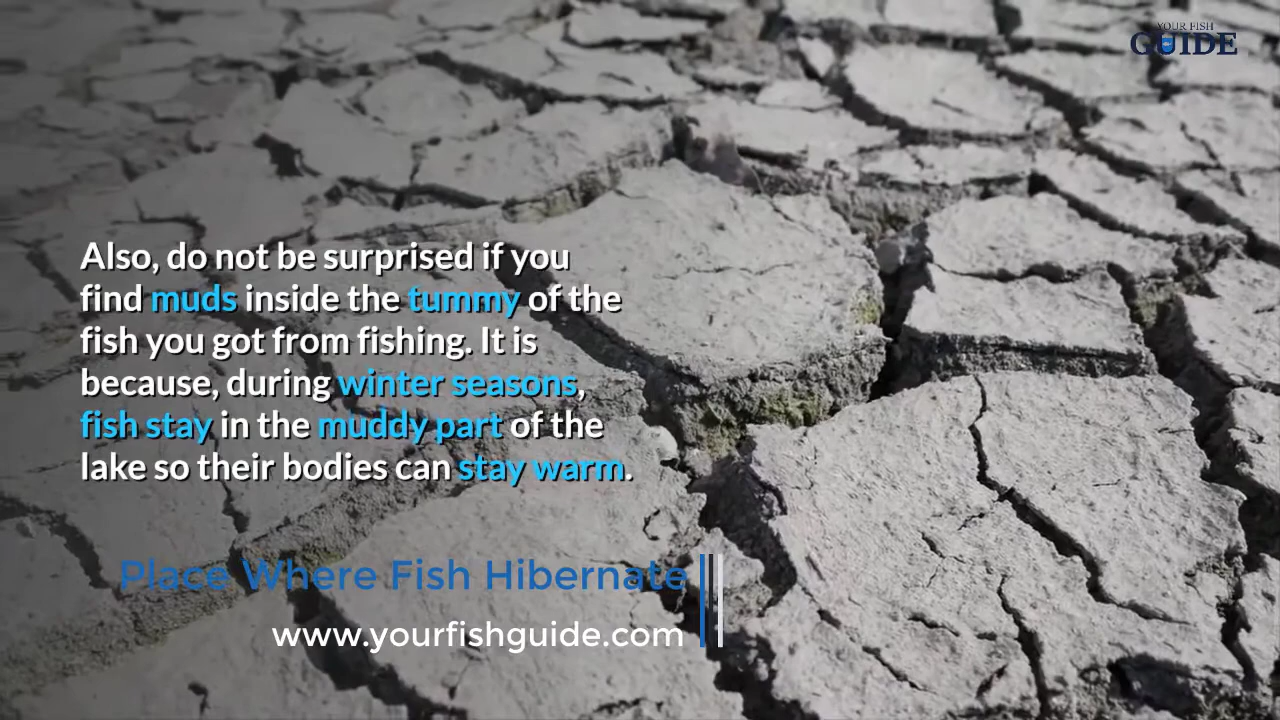 YOUR FISH
GUIDE
Also, do not be surprised if you
find muds inside the tummy of the
fish you got from fishing. It is
because, during winter seasons,
fish stay in the muddy part of the
lake so their bodies can stay warm.
Place Where Fish Hibernate
www.yourfishguide.com